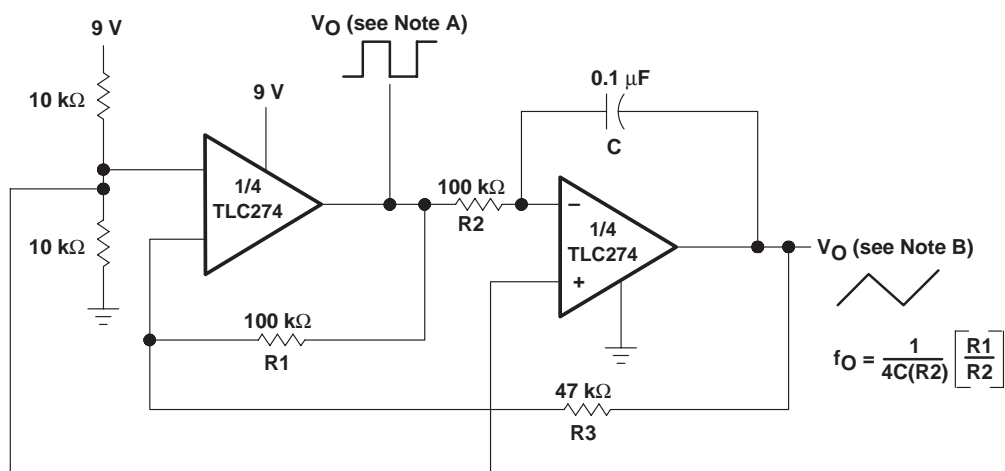 V_O (see Note A)
9 V
10 kΩ
9 V
1/4
TLC274
10 kΩ
0.1 μF
C
100 kΩ
R2
−
1/4
TLC274
+
V_O (see Note B)
100 kΩ
R1
f_O = 1/4C(R2) [R1/R2]
47 kΩ
R3